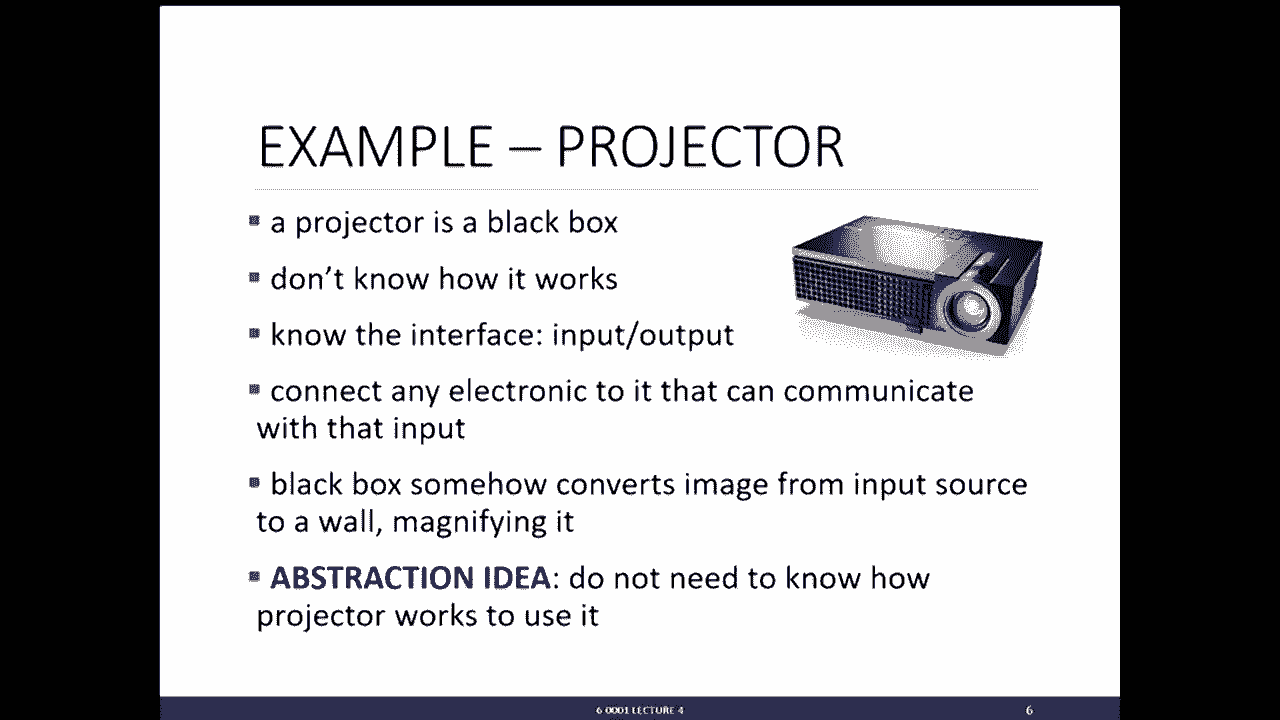 EXAMPLE – PROJECTOR
▪ a projector is a black box
▪ don’t know how it works
▪ know the interface: input/output
▪ connect any electronic to it that can communicate
with that input
▪ black box somehow converts image from input source
to a wall, magnifying it
▪ ABSTRACTION IDEA: do not need to know how
projector works to use it
6 0001 LECTURE 4
6